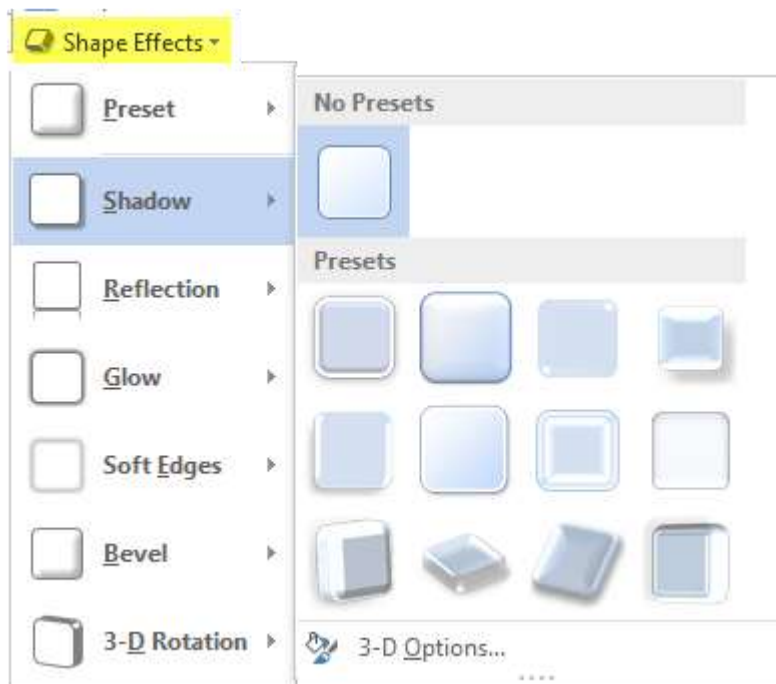 Shape Effects
Preset
Shadow
Reflection
Glow
Soft Edges
Bevel
3-D Rotation
No Presets
Presets
3-D Options...